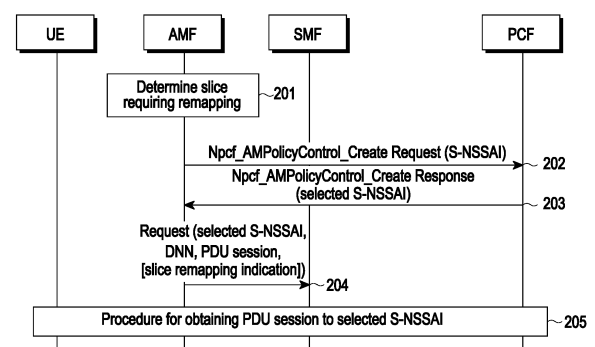 UE
AMF
SMF
PCF
Determine slice
requiring remapping
201
Npcf_AMPolicyControl_Create Request (S-NSSAI)
202
Npcf_AMPolicyControl_Create Response
(selected S-NSSAI)
203
Request (selected S-NSSAI,
DNN, PDU session,
[slice remapping indication])
204
Procedure for obtaining PDU session to selected S-NSSAI
205